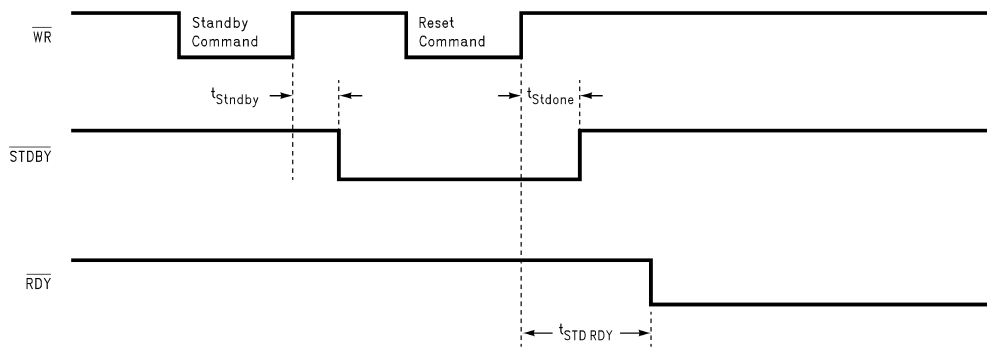 WR
Standby
Command
Reset
Command
tStndby
tStdone
STDBY
RDY
tSTD RDY